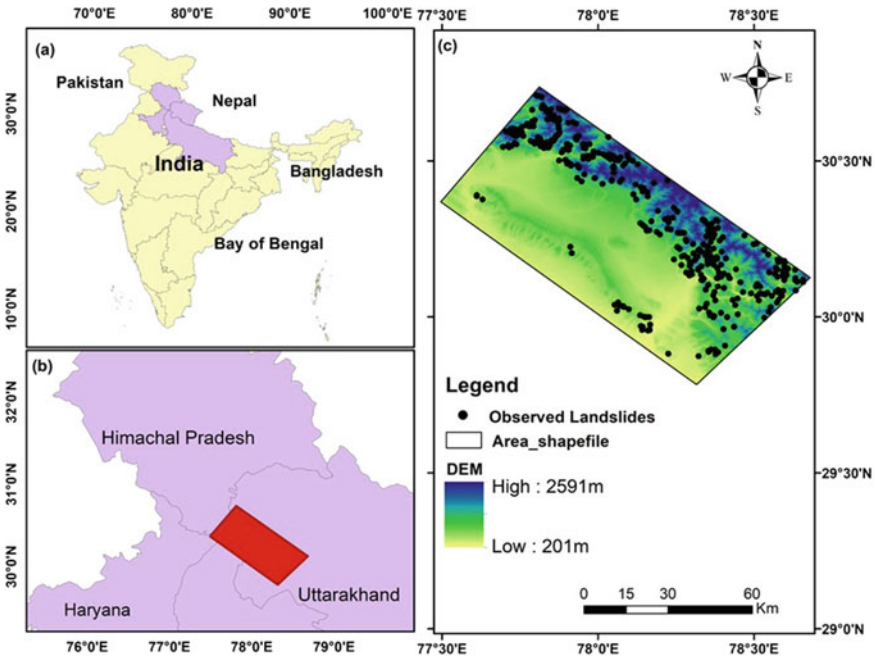 70°0'E 80°0'E 90°0'E 100°0'E
(a)
Pakistan
Nepal
India
Bangladesh
Bay of Bengal
30°0'N
20°0'N
10°0'N
(b)
Himachal Pradesh
Uttarakhand
Haryana
32°0'N
31°0'N
30°0'N
76°0'E 77°0'E 78°0'E 79°0'E
77°30'E 78°0'E 78°30'E
(c)
N
W E
S
30°30'N
30°0'N
29°30'N
29°0'N
Legend
Observed Landslides
Area_shapefile
DEM
High : 2591m
Low : 201m
0 15 30 60
Km
77°30'E 78°0'E 78°30'E